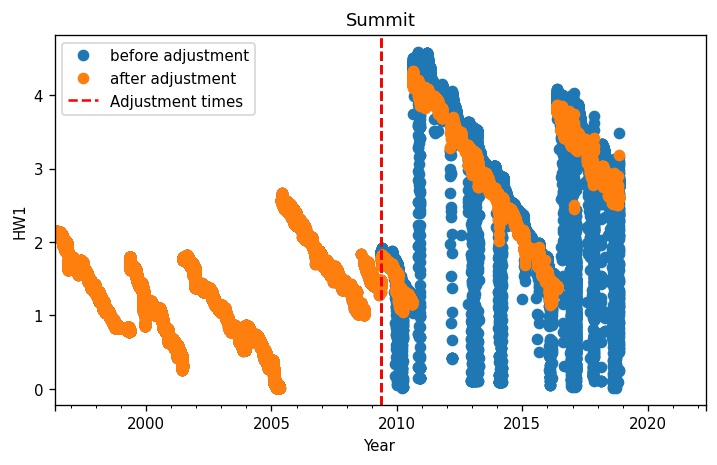 Summit
before adjustment
after adjustment
Adjustment times
HW1
4
3
2
1
0
2000
2005
2010
2015
2020
Year